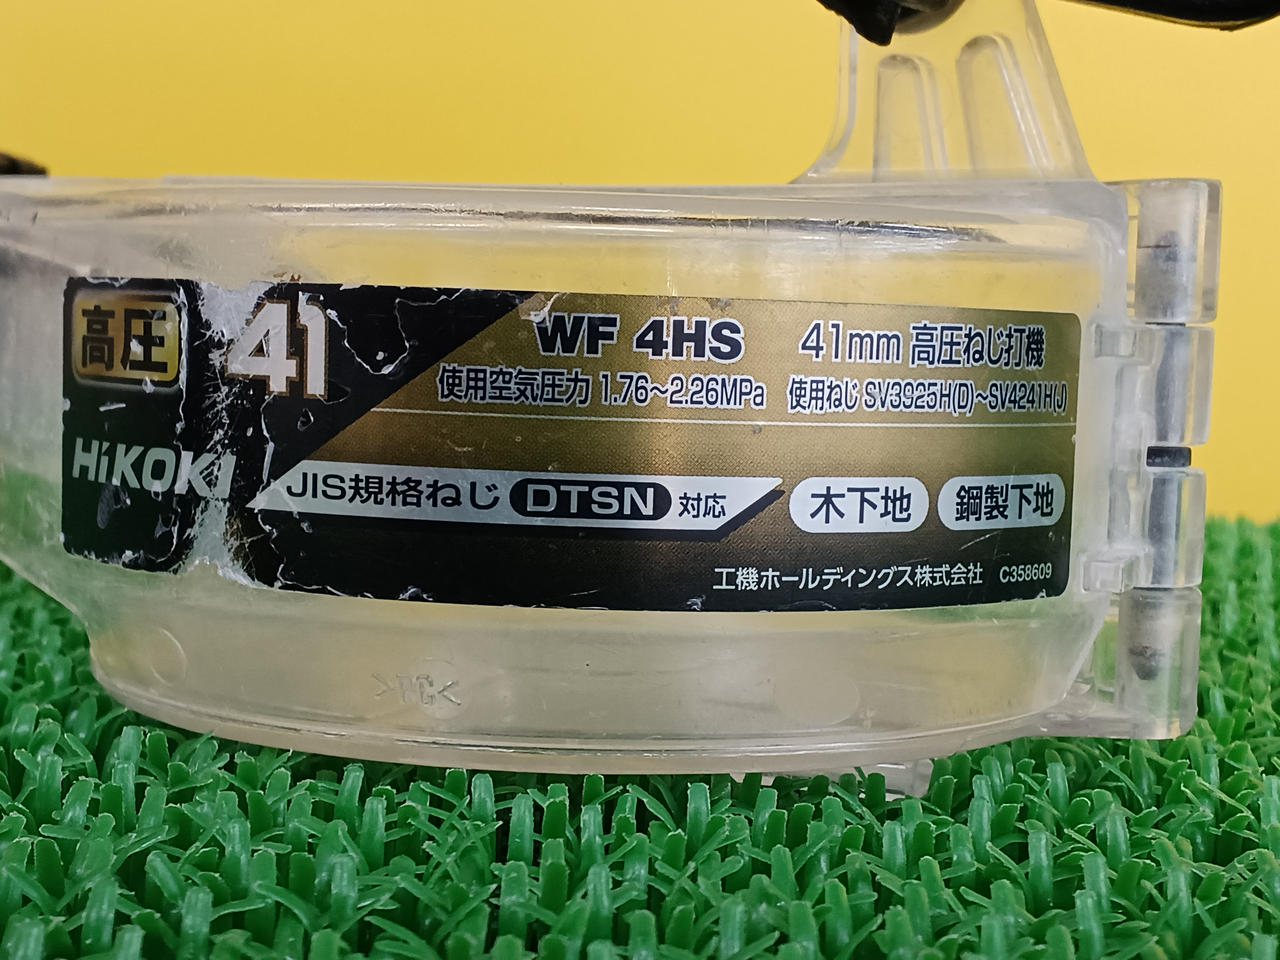 高圧 41
HiKOKI
WF 4HS 41mm 高圧ねじ打機
使用空気圧力 1.76〜2.26MPa 使用ねじ SV3925H(D)〜SV4241H(J)
JIS規格ねじ DTSN 対応 木下地 鋼製下地
工機ホールディングス株式会社 C358609
>PC<